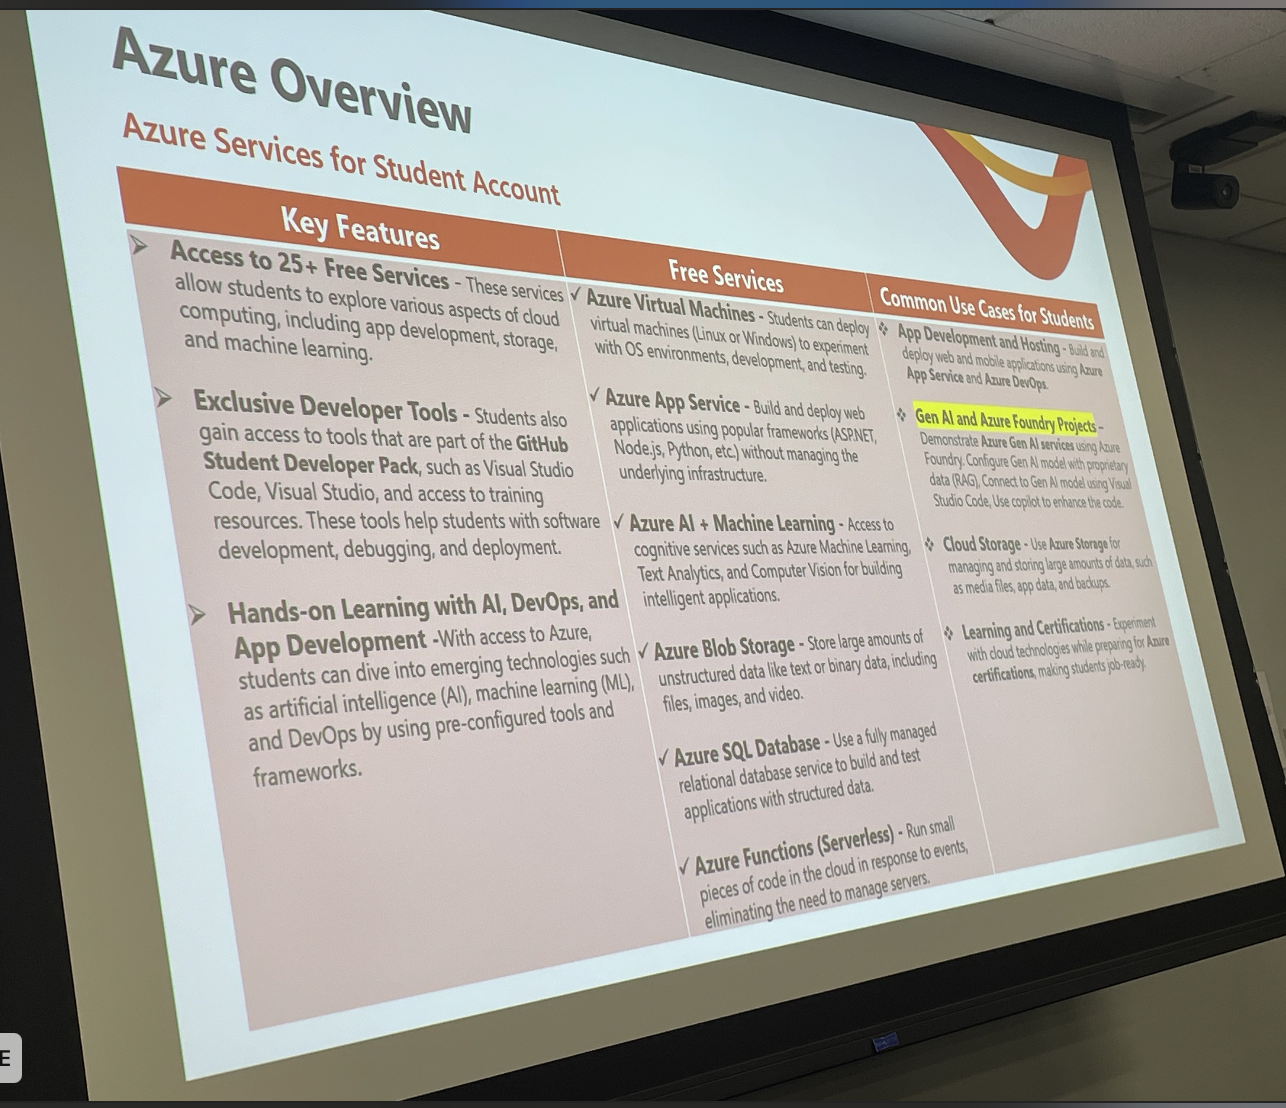 Azure Overview
Azure Services for Student Account
Key Features
Access to 25+ Free Services - These services
allow students to explore various aspects of cloud
computing, including app development, storage,
and machine learning.
Exclusive Developer Tools - Students also
gain access to tools that are part of the GitHub
Student Developer Pack, such as Visual Studio
Code, Visual Studio, and access to training
resources. These tools help students with software
development, debugging, and deployment.
Hands-on Learning with AI, DevOps, and
App Development -With access to Azure,
students can dive into emerging technologies such
as artificial intelligence (AI), machine learning (ML),
and DevOps by using pre-configured tools and
frameworks.
Free Services
Azure Virtual Machines - Students can deploy
virtual machines (Linux or Windows) to experiment
with OS environments, development, and testing.
Azure App Service - Build and deploy web
applications using popular frameworks (ASP.NET,
Node.js, Python, etc.) without managing the
underlying infrastructure.
Azure AI + Machine Learning - Access to
cognitive services such as Azure Machine Learning,
Text Analytics, and Computer Vision for building
intelligent applications.
Azure Blob Storage - Store large amounts of
unstructured data like text or binary data, including
files, images, and video.
Azure SQL Database - Use a fully managed
relational database service to build and test
applications with structured data.
Azure Functions (Serverless) - Run small
pieces of code in the cloud in response to events,
eliminating the need to manage servers.
Common Use Cases for Students
App Development and Hosting - Build and
deploy web and mobile applications using Azure
App Service and Azure DevOps.
Gen AI and Azure Foundry Projects -
Demonstrate Azure Gen AI services using Azure
Foundry. Configure Gen AI model with proprietary
data (RAG), Connect to Gen AI model using Visual
Studio Code, Use copilot to enhance the code.
Cloud Storage - Use Azure Storage for
managing and storing large amounts of data, such
as media files, app data, and backups.
Learning and Certifications - Experiment
with cloud technologies while preparing for Azure
certifications, making students job-ready.
E